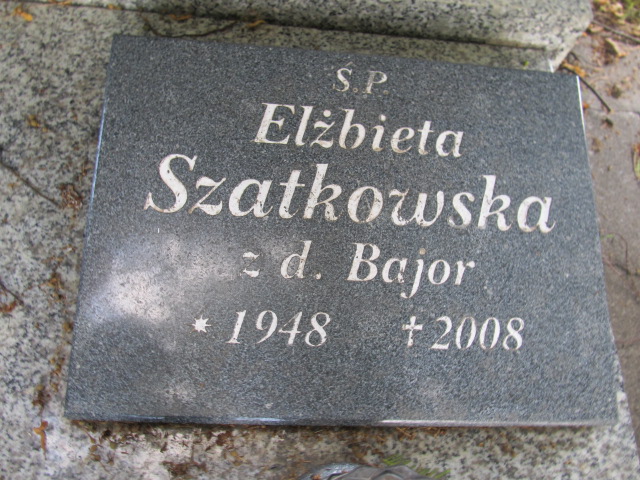 Ś.P.
Elżbieta
Szatkowska
z d. Bajor
* 1948 †2008